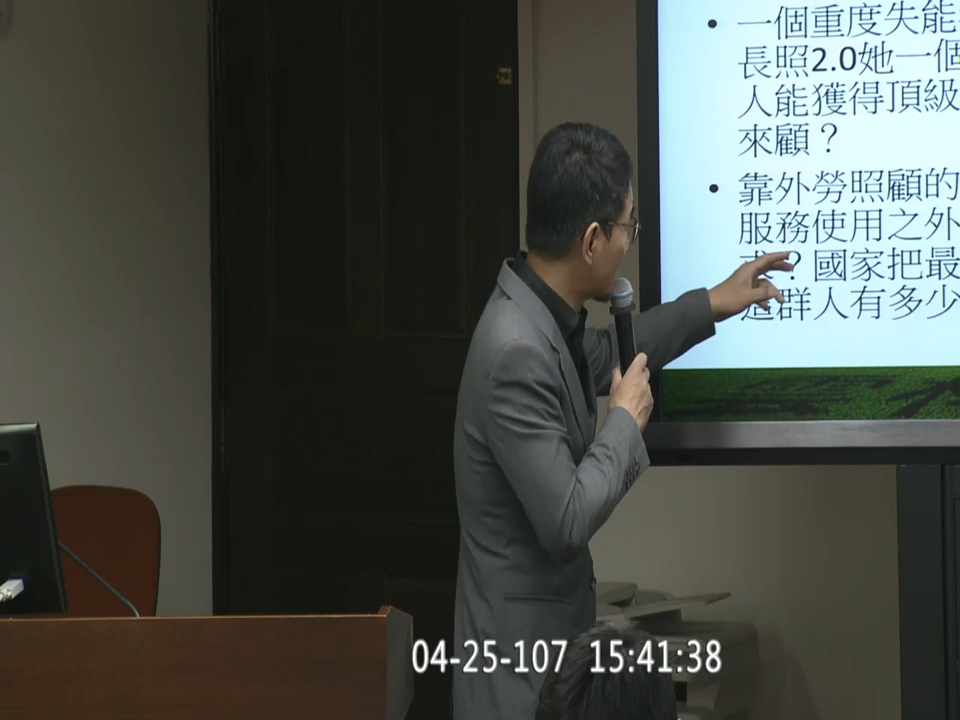 • 一個重度失能
長照2.0她一個
人能獲得頂級
來顧？
• 靠外勞照顧的
服務使用之外
？國家把最
這群人有多少
04-25-107 15:41:38